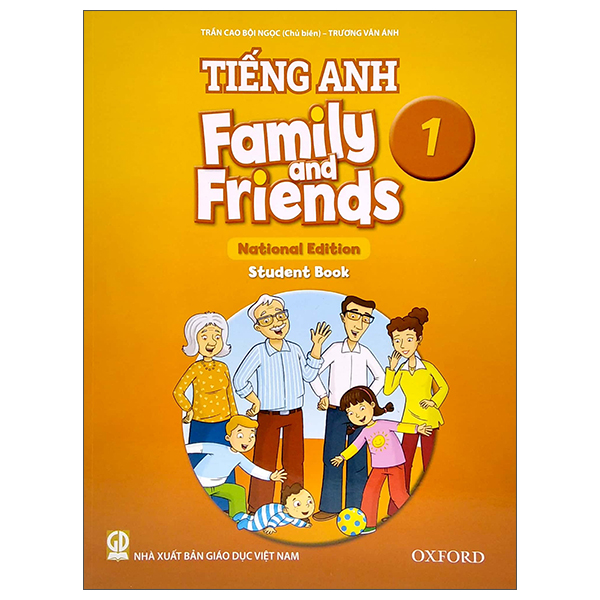 TRẦN CAO BỘI NGỌC (Chủ biên) – TRƯƠNG VĂN ÁNH
TIẾNG ANH
1
Family
and
Friends
National Edition
Student Book
GD
NHÀ XUẤT BẢN GIÁO DỤC VIỆT NAM
OXFORD